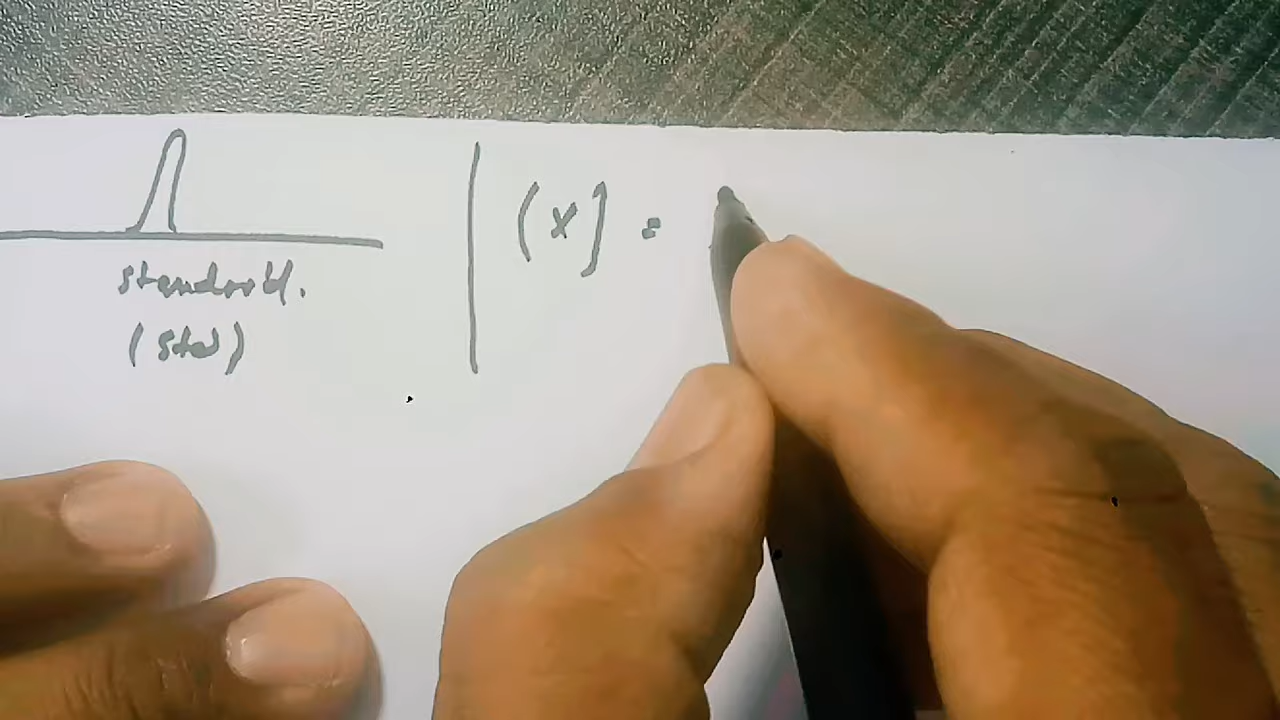 standard.
(std)
[x] =